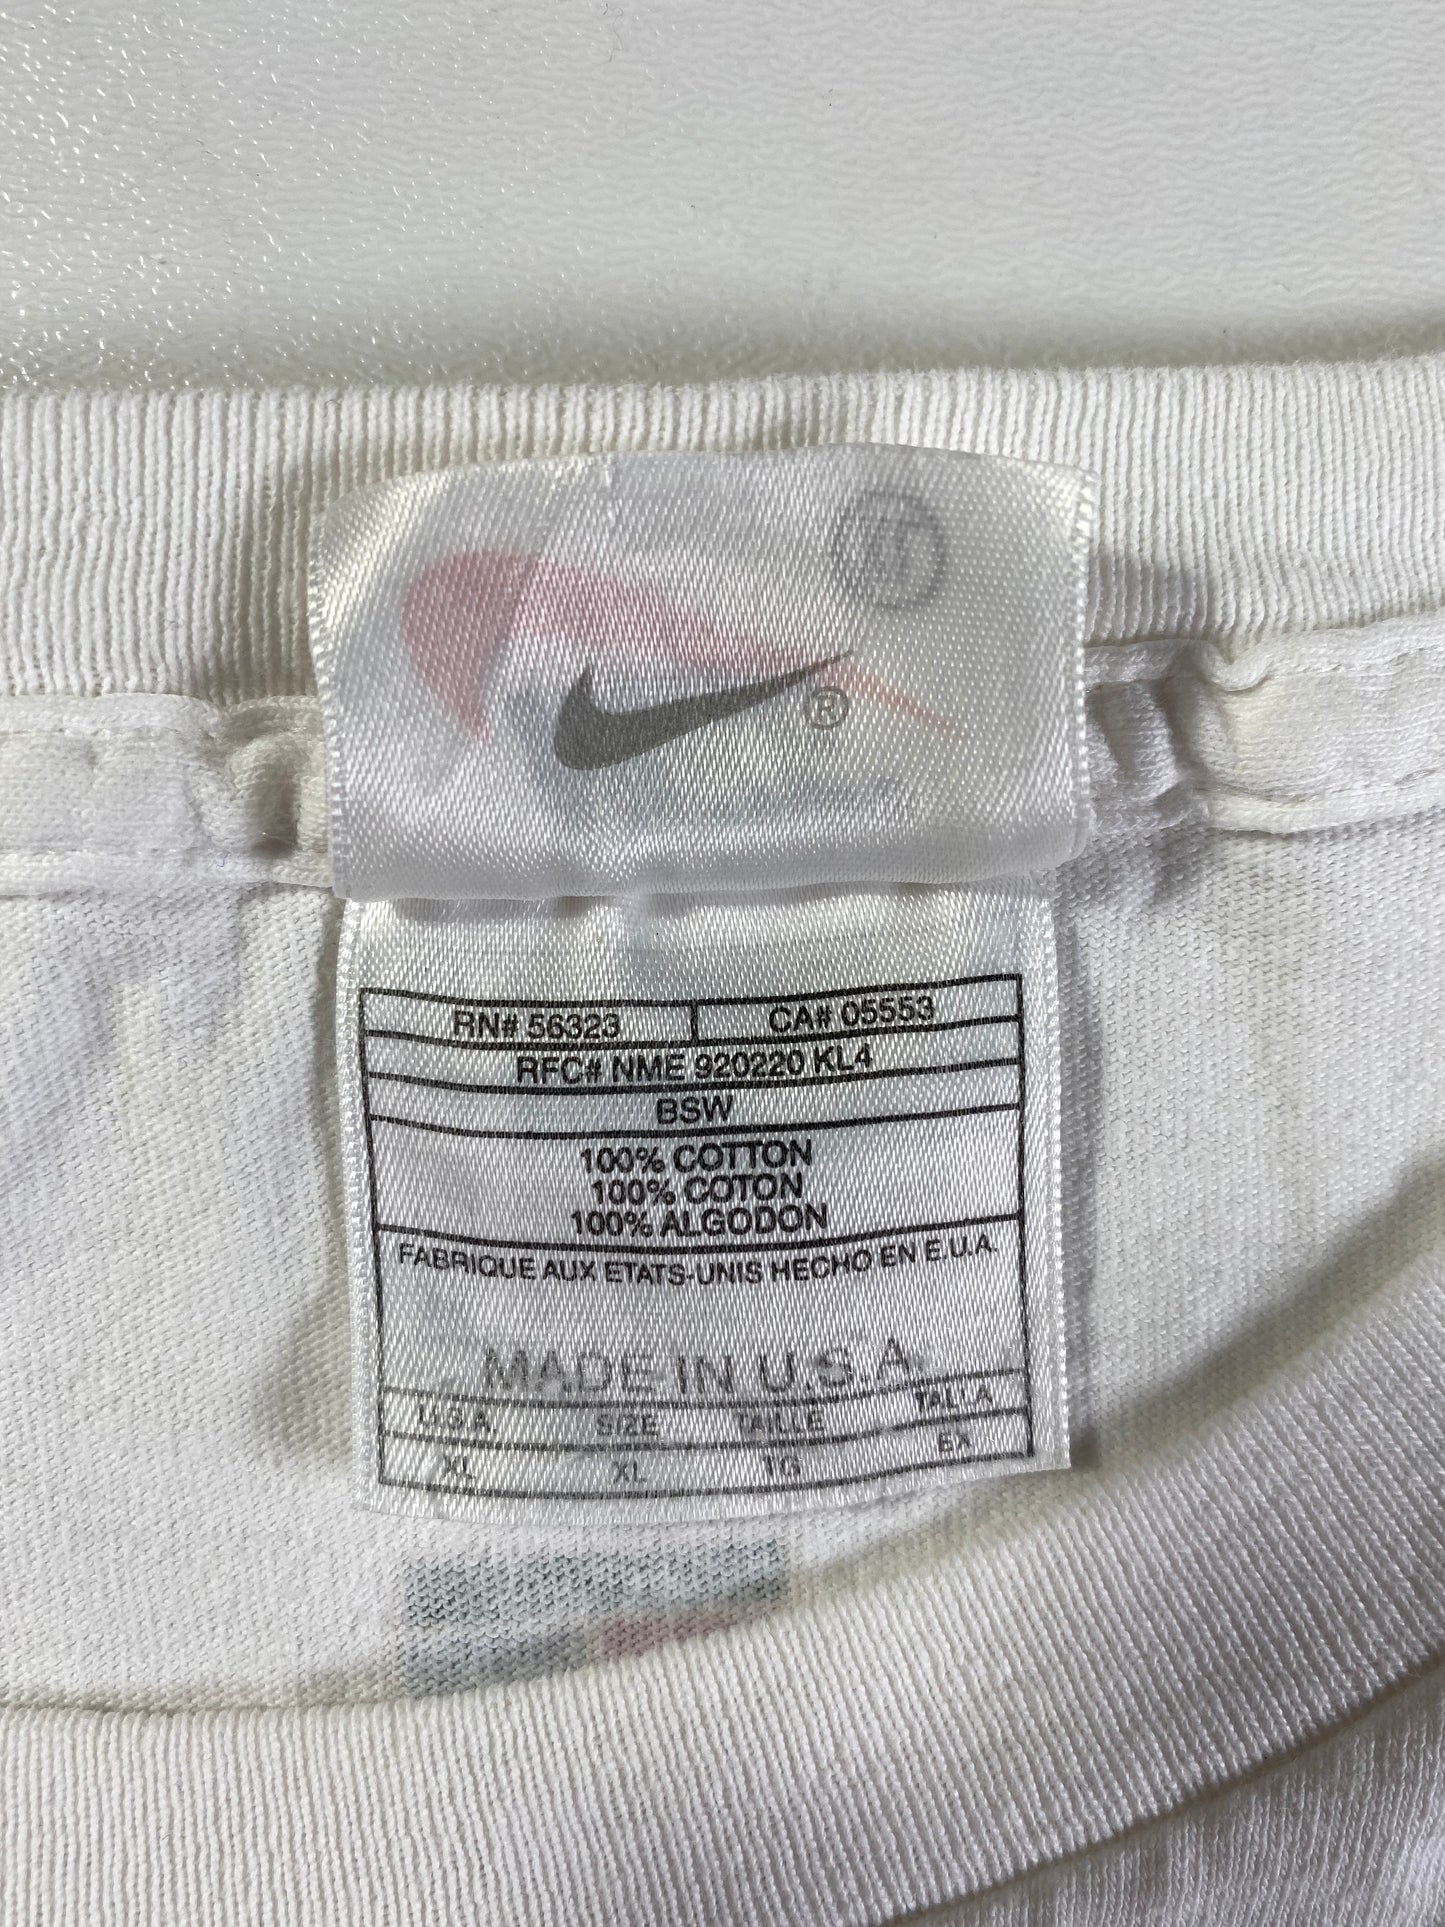 ®
RN# 56323 CA# 05553
RFC# NME 920220 KL4
BSW
100% COTTON
100% COTON
100% ALGODON
FABRIQUE AUX ETATS-UNIS HECHO EN E.U.A.
MADE IN U.S.A.
U.S.A. SIZE TAILLE TALLA
XL XL TG EX